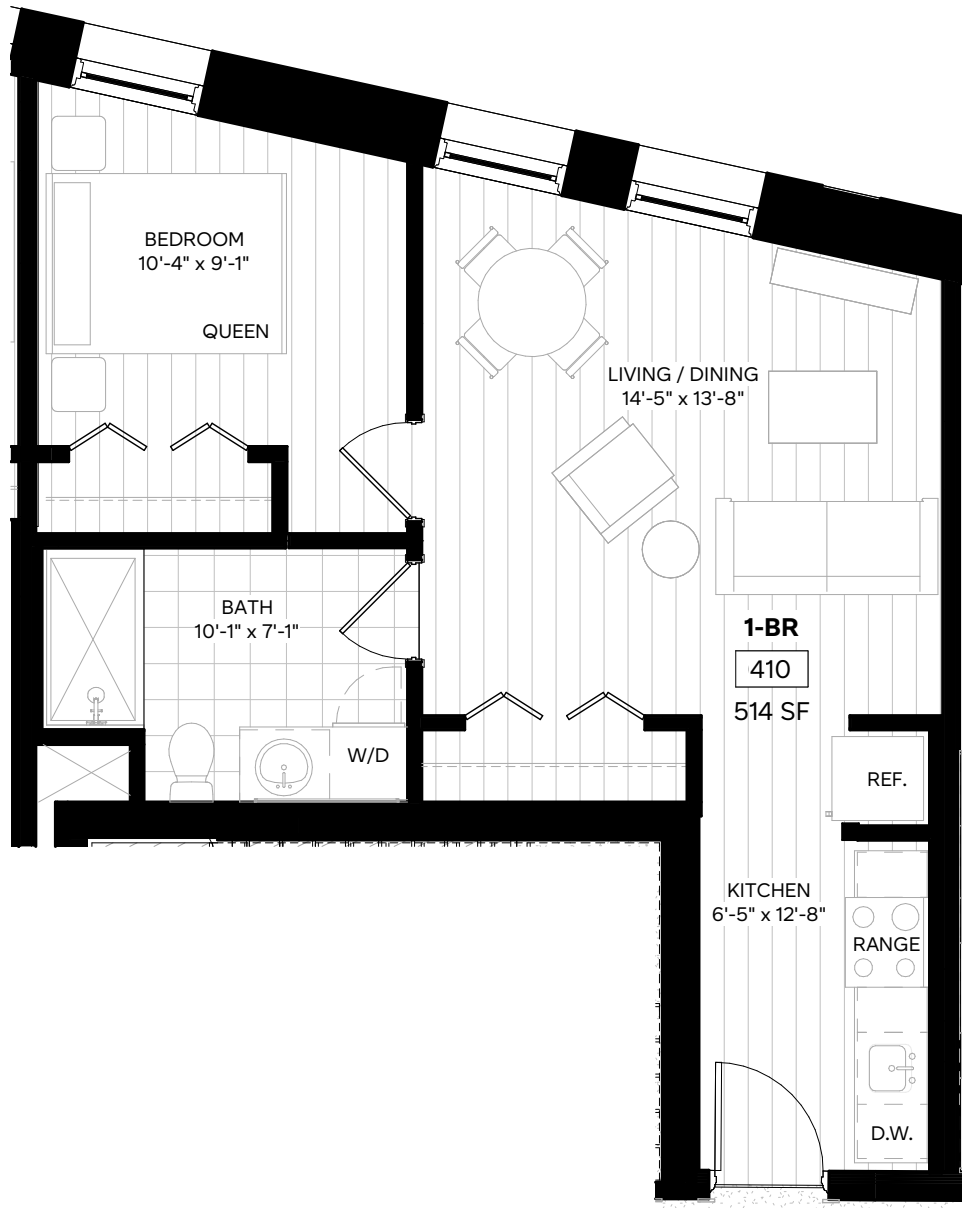 BEDROOM
10'-4" x 9'-1"
QUEEN
LIVING / DINING
14'-5" x 13'-8"
BATH
10'-1" x 7'-1"
1-BR
410
514 SF
W/D
REF.
KITCHEN
6'-5" x 12'-8"
RANGE
D.W.